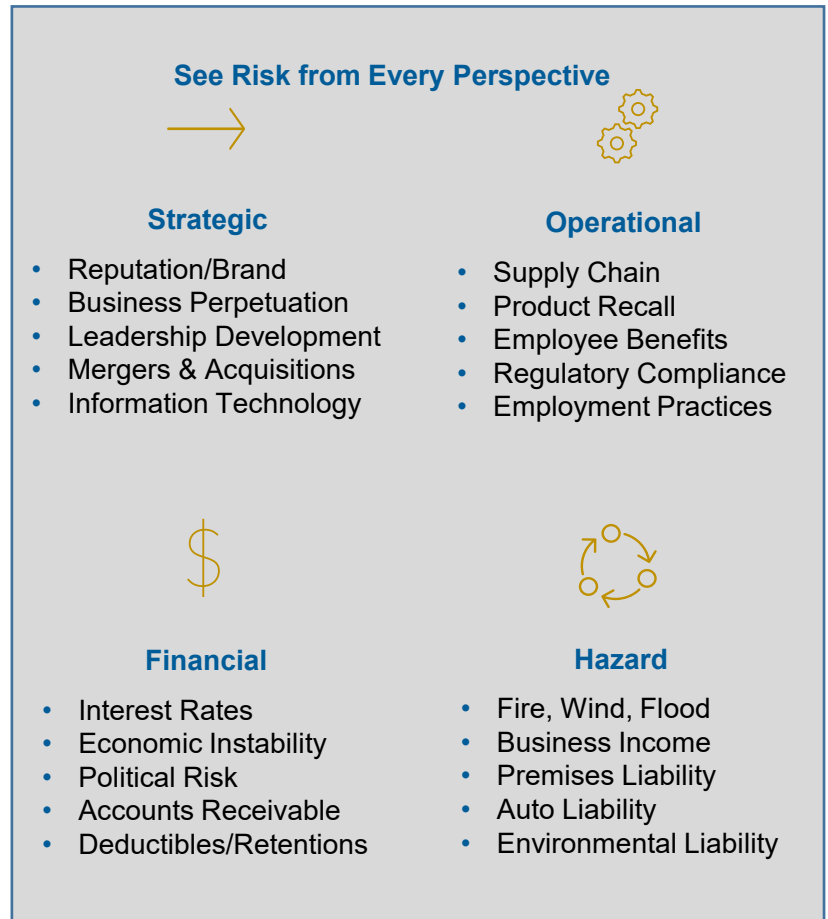 See Risk from Every Perspective
Strategic
• Reputation/Brand
• Business Perpetuation
• Leadership Development
• Mergers & Acquisitions
• Information Technology
Operational
• Supply Chain
• Product Recall
• Employee Benefits
• Regulatory Compliance
• Employment Practices
$
Financial
• Interest Rates
• Economic Instability
• Political Risk
• Accounts Receivable
• Deductibles/Retentions
Hazard
• Fire, Wind, Flood
• Business Income
• Premises Liability
• Auto Liability
• Environmental Liability